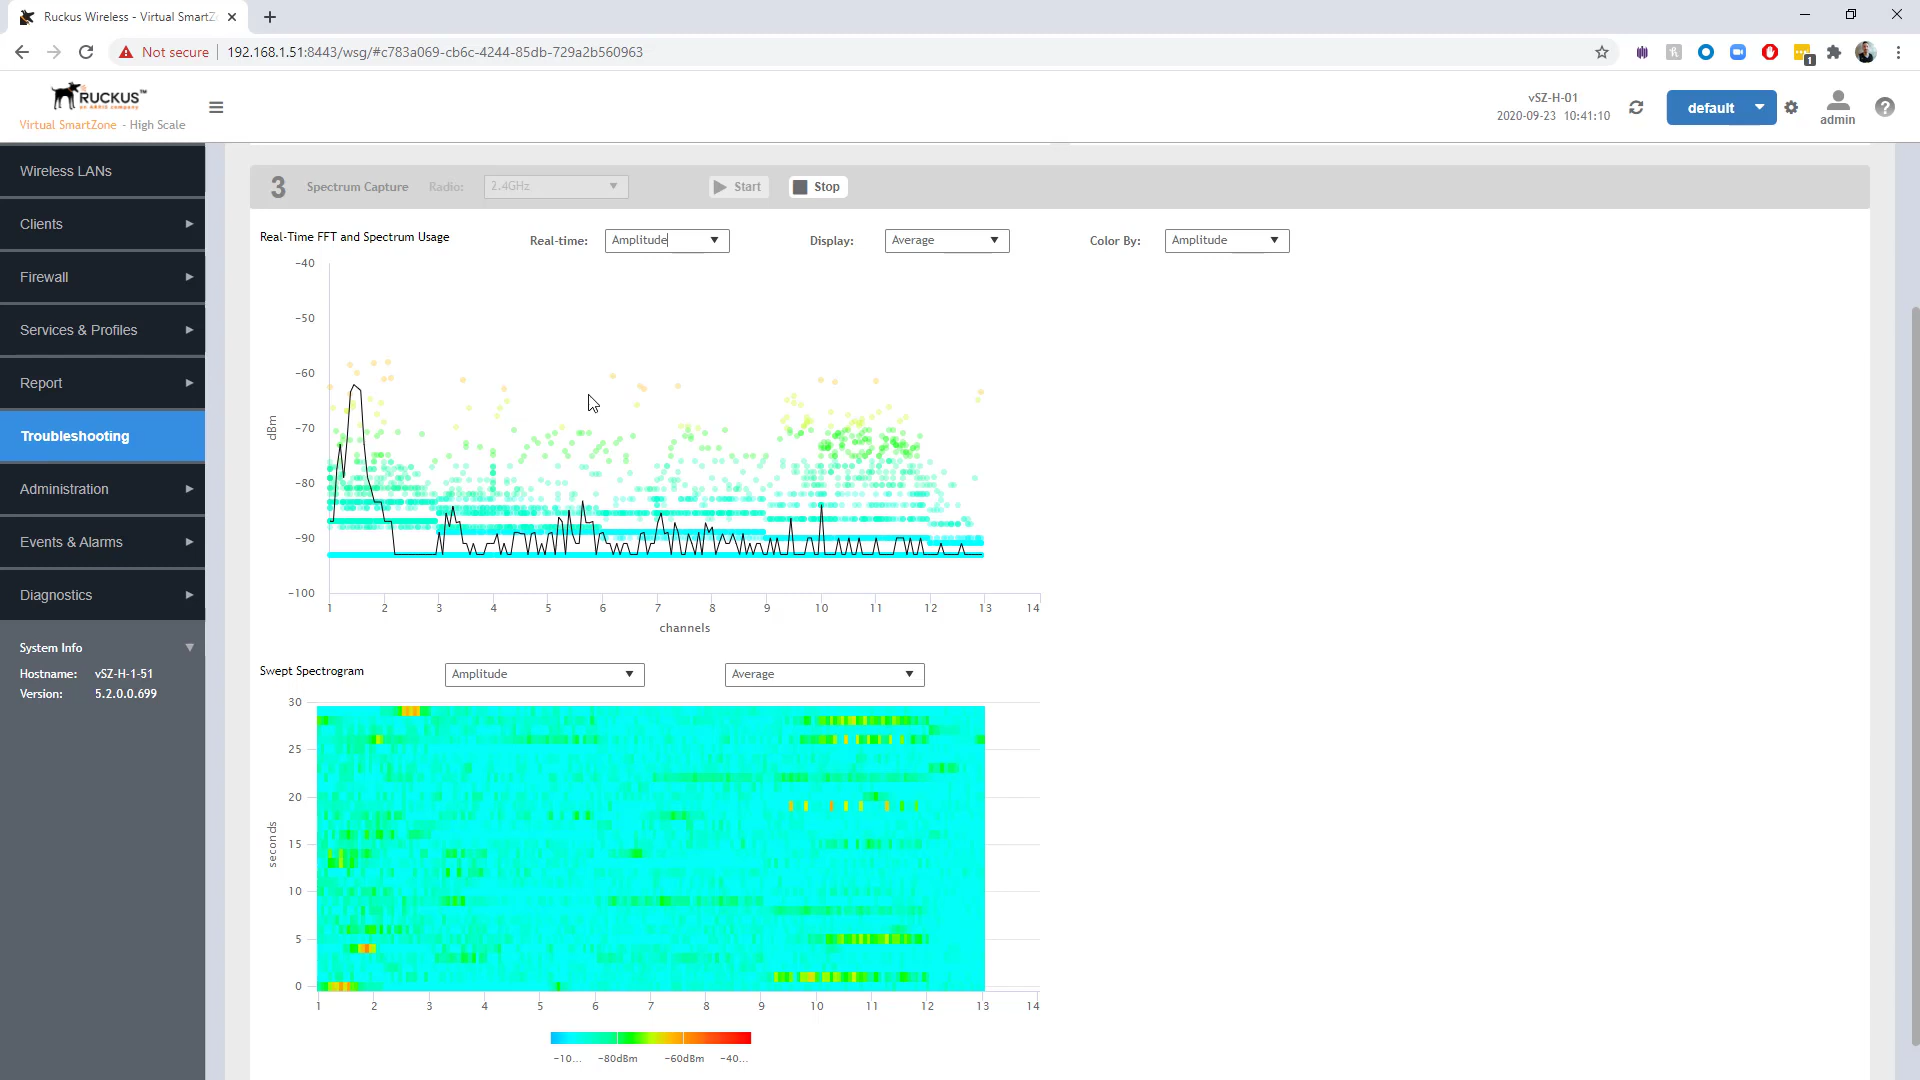 Ruckus Wireless - Virtual SmartZo
Not secure
192.168.1.51:8443/wsg/#c783a069-cb6c-4244-85db-729a2b560963
1
RUCKUS™
Virtual SmartZone - High Scale
vSZ-H-01
2020-09-23 10:41:10
default
admin
Wireless LANs
Clients
Firewall
Services & Profiles
Report
Troubleshooting
Administration
Events & Alarms
Diagnostics
System Info
Hostname: vSZ-H-1-51
Version: 5.2.0.0.699
3 Spectrum Capture Radio: 2.4GHz Start Stop
Real-Time FFT and Spectrum Usage Real-time: Amplitude Display: Average Color By: Amplitude
-40
-50
-60
-70
-80
-90
-100
dBm
1 2 3 4 5 6 7 8 9 10 11 12 13 14
channels
Swept Spectrogram Amplitude Average
30
25
20
15
10
5
0
seconds
1 2 3 4 5 6 7 8 9 10 11 12 13 14
-10... -80dBm -60dBm -40...